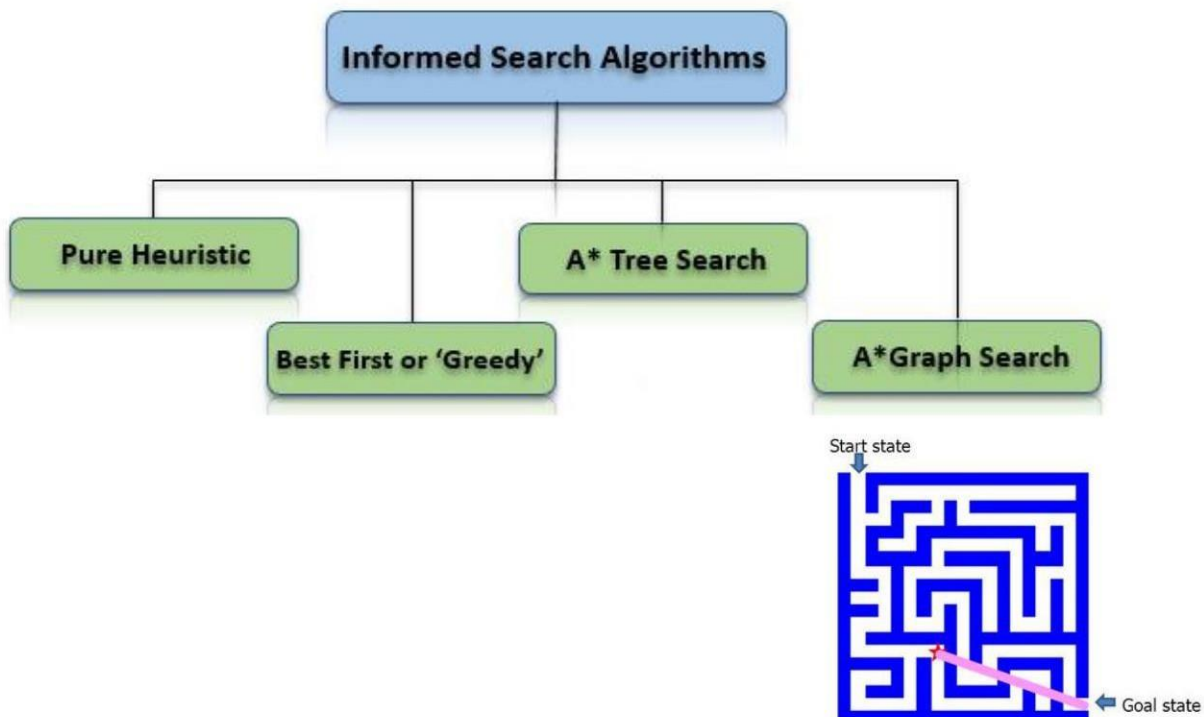 Informed Search Algorithms
Pure Heuristic
A* Tree Search
Best First or ‘Greedy’
A*Graph Search
Start state
Goal state